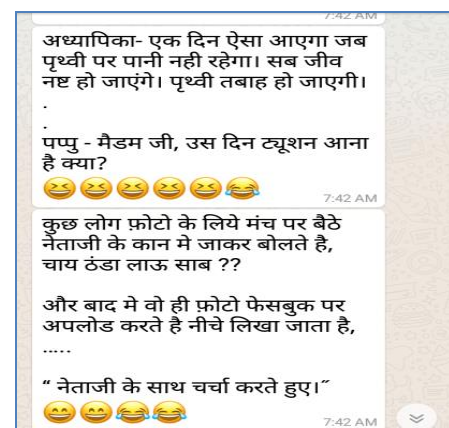 7:42 AM
अध्यापिका- एक दिन ऐसा आएगा जब
पृथ्वी पर पानी नही रहेगा। सब जीव
नष्ट हो जाएंगे। पृथ्वी तबाह हो जाएगी।
.
.
पप्पु - मैडम जी, उस दिन ट्यूशन आना
है क्या?
😆😆😆😆😆😂
7:42 AM
कुछ लोग फ़ोटो के लिये मंच पर बैठे
नेताजी के कान मे जाकर बोलते है,
चाय ठंडा लाऊ साब ??
और बाद मे वो ही फ़ोटो फेसबुक पर
अपलोड करते है नीचे लिखा जाता है,
.....
“ नेताजी के साथ चर्चा करते हुए।˝
😄😄😂😂
7:42 AM